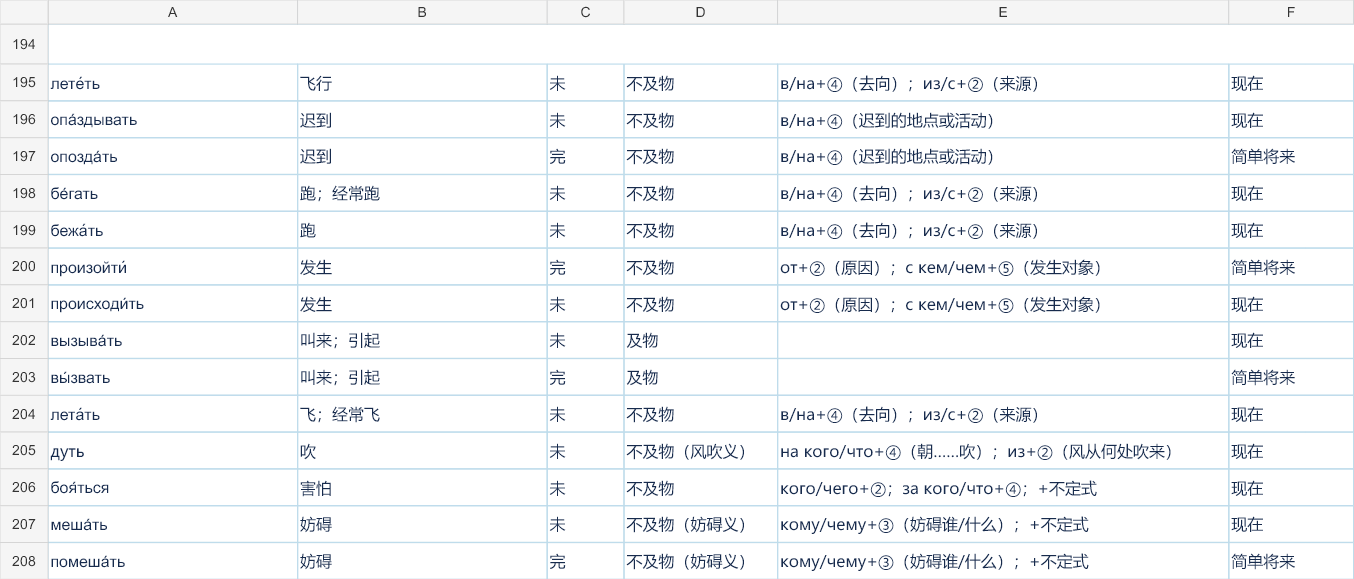 A B C D E F
194
195 лете́ть 飞行 未 不及物 в/на+④（去向）；из/с+②（来源） 现在
196 опа́здывать 迟到 未 不及物 в/на+④（迟到的地点或活动） 现在
197 опозда́ть 迟到 完 不及物 в/на+④（迟到的地点或活动） 简单将来
198 бе́гать 跑；经常跑 未 不及物 в/на+④（去向）；из/с+②（来源） 现在
199 бежа́ть 跑 未 不及物 в/на+④（去向）；из/с+②（来源） 现在
200 произойти́ 发生 完 不及物 от+②（原因）；с кем/чем+⑤（发生对象） 简单将来
201 происходи́ть 发生 未 不及物 от+②（原因）；с кем/чем+⑤（发生对象） 现在
202 вызыва́ть 叫来；引起 未 及物 现在
203 вы́звать 叫来；引起 完 及物 简单将来
204 лета́ть 飞；经常飞 未 不及物 в/на+④（去向）；из/с+②（来源） 现在
205 дуть 吹 未 不及物（风吹义） на кого/что+④（朝……吹）；из+②（风从何处吹来） 现在
206 боя́ться 害怕 未 不及物 кого/чего+②；за кого/что+④；+不定式 现在
207 меша́ть 妨碍 未 不及物（妨碍义） кому/чему+③（妨碍谁/什么）；+不定式 现在
208 помеша́ть 妨碍 完 不及物（妨碍义） кому/чему+③（妨碍谁/什么）；+不定式 简单将来